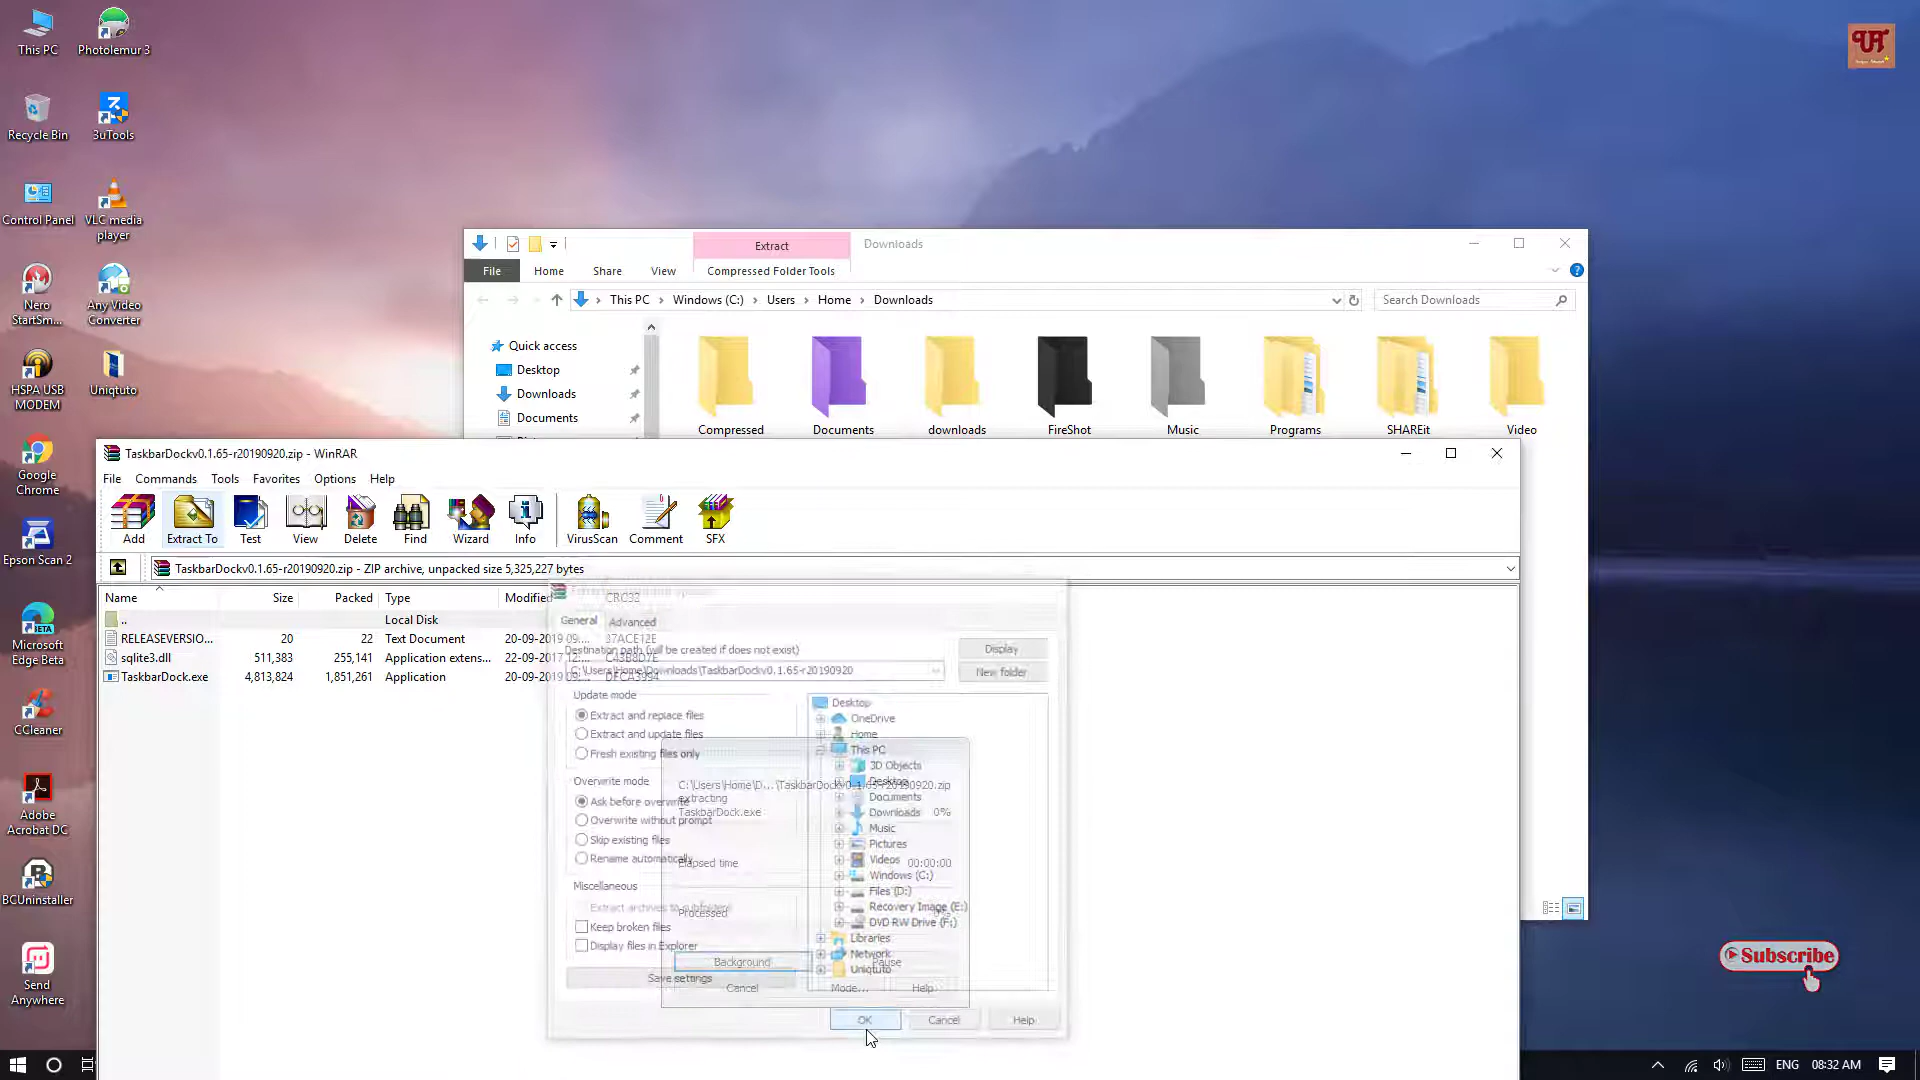 This PC
Photolemur 3
Recycle Bin
3uTools
Control Panel
VLC media
player
Nero
StartSm...
Any Video
Converter
HSPA USB
MODEM
Uniqtuto
Google
Chrome
Epson Scan 2
Microsoft
Edge Beta
CCleaner
Adobe
Acrobat DC
BCUninstaller
Send
Anywhere
Extract
Downloads
File
Home
Share
View
Compressed Folder Tools
This PC
Windows (C:)
Users
Home
Downloads
Search Downloads
Quick access
Desktop
Downloads
Documents
Compressed
Documents
downloads
FireShot
Music
Programs
SHAREit
Video
TaskbarDockv0.1.65-r20190920.zip - WinRAR
File Commands Tools Favorites Options Help
Add
Extract To
Test
View
Delete
Find
Wizard
Info
VirusScan
Comment
SFX
TaskbarDockv0.1.65-r20190920.zip - ZIP archive, unpacked size 5,325,227 bytes
Name Size Packed Type Modified CRC32
.. Local Disk
RELEASEVERSIO... 20 22 Text Document 20-09-2019 09:... 37ACE12E
sqlite3.dll 511,383 255,141 Application extens... 22-09-2017 12:... C43B8D7E
TaskbarDock.exe 4,813,824 1,851,261 Application 20-09-2019 09:... DECA3994
General
Advanced
Destination path (will be created if does not exist)
C:\Users\Home\Downloads\TaskbarDockv0.1.65-r20190920
Display
New folder
Update mode
Extract and replace files
Extract and update files
Fresh existing files only
Overwrite mode
Ask before overwrite
Overwrite without prompt
Skip existing files
Rename automatically
Miscellaneous
Extract archives to subfolders
Keep broken files
Display files in Explorer
Save settings
Desktop
OneDrive
Home
This PC
3D Objects
Desktop
Documents
Downloads
Music
Pictures
Videos
Windows (C:)
Files (D:)
Recovery Image (E:)
DVD RW Drive (F:)
Libraries
Network
Uniqtuto
C:\Users\Home\D...\TaskbarDockv0.1.65-r20190920.zip
extracting
TaskbarDock.exe 0%
Elapsed time 00:00:00
Processed 0%
Background
Pause
Cancel
Mode...
Help
OK
Cancel
Help
Subscribe
ENG
08:32 AM